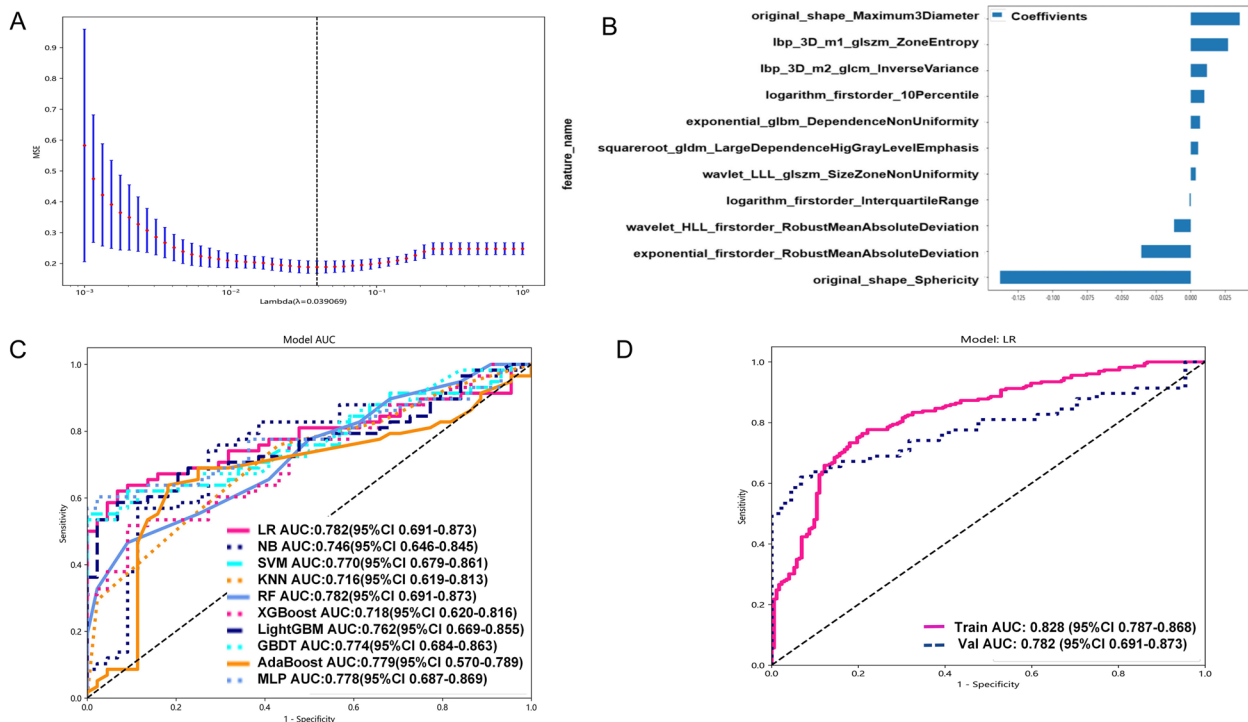 A
0.9
0.8
0.7
0.6
0.5
0.4
0.3
0.2
MSE
10⁻³
10⁻²
10⁻¹
10⁰
Lambda(λ=0.039069)
B
feature_name
original_shape_Maximum3Diameter
lbp_3D_m1_glszm_ZoneEntropy
lbp_3D_m2_glcm_InverseVariance
logarithm_firstorder_10Percentile
exponential_glbm_DependenceNonUniformity
squareroot_gldm_LargeDependenceHigGrayLevelEmphasis
wavlet_LLL_glszm_SizeZoneNonUniformity
logarithm_firstorder_InterquartileRange
wavelet_HLL_firstorder_RobustMeanAbsoluteDeviation
exponential_firstorder_RobustMeanAbsoluteDeviation
original_shape_Sphericity
Coeffivients
-0.125
-0.100
-0.075
-0.050
-0.025
0.000
0.025
C
Model AUC
1.0
0.8
0.6
0.4
0.2
0.0
Sensitivity
LR AUC:0.782(95%CI 0.691-0.873)
NB AUC:0.746(95%CI 0.646-0.845)
SVM AUC:0.770(95%CI 0.679-0.861)
KNN AUC:0.716(95%CI 0.619-0.813)
RF AUC:0.782(95%CI 0.691-0.873)
XGBoost AUC:0.718(95%CI 0.620-0.816)
LightGBM AUC:0.762(95%CI 0.669-0.855)
GBDT AUC:0.774(95%CI 0.684-0.863)
AdaBoost AUC:0.779(95%CI 0.570-0.789)
MLP AUC:0.778(95%CI 0.687-0.869)
0.0
0.2
0.4
0.6
0.8
1.0
1 - Specificity
D
Model: LR
1.0
0.8
0.6
0.4
0.2
0.0
Sensitivity
Train AUC: 0.828 (95%CI 0.787-0.868)
Val AUC: 0.782 (95%CI 0.691-0.873)
0.0
0.2
0.4
0.6
0.8
1.0
1 - Specificity